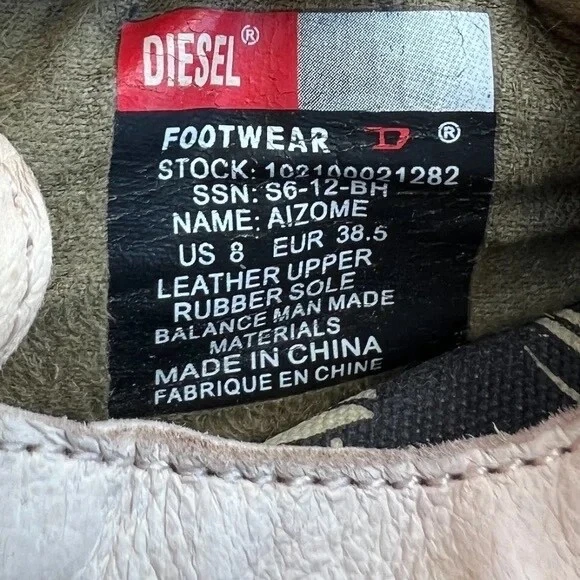 DIESEL®
FOOTWEAR D ®
STOCK: 102100021282
SSN: S6-12-BH
NAME: AIZOME
US 8 EUR 38.5
LEATHER UPPER
RUBBER SOLE
BALANCE MAN MADE
MATERIALS
MADE IN CHINA
FABRIQUE EN CHINE